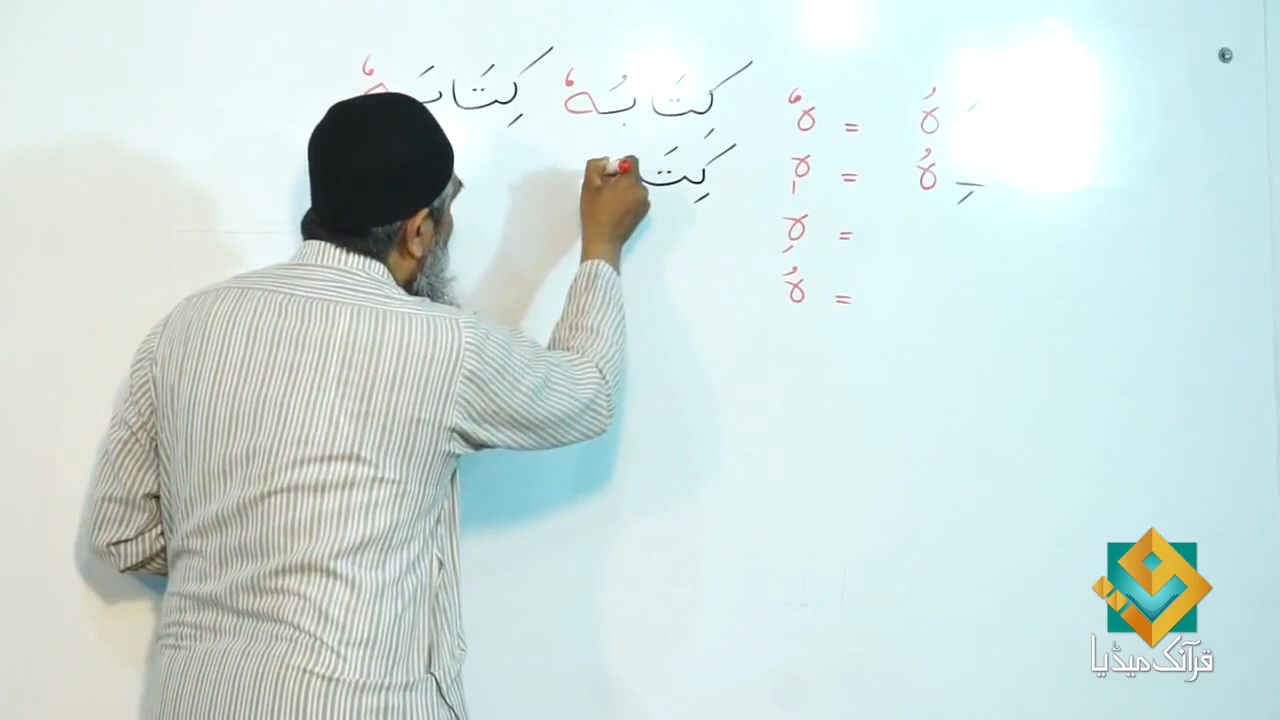 كِتَابُهٗ كِتَابَهٗ
كِتَ
هُ = هٗ
ـِ هُ = هٖ
= هِ
= هُ
قرآنک میڈیا